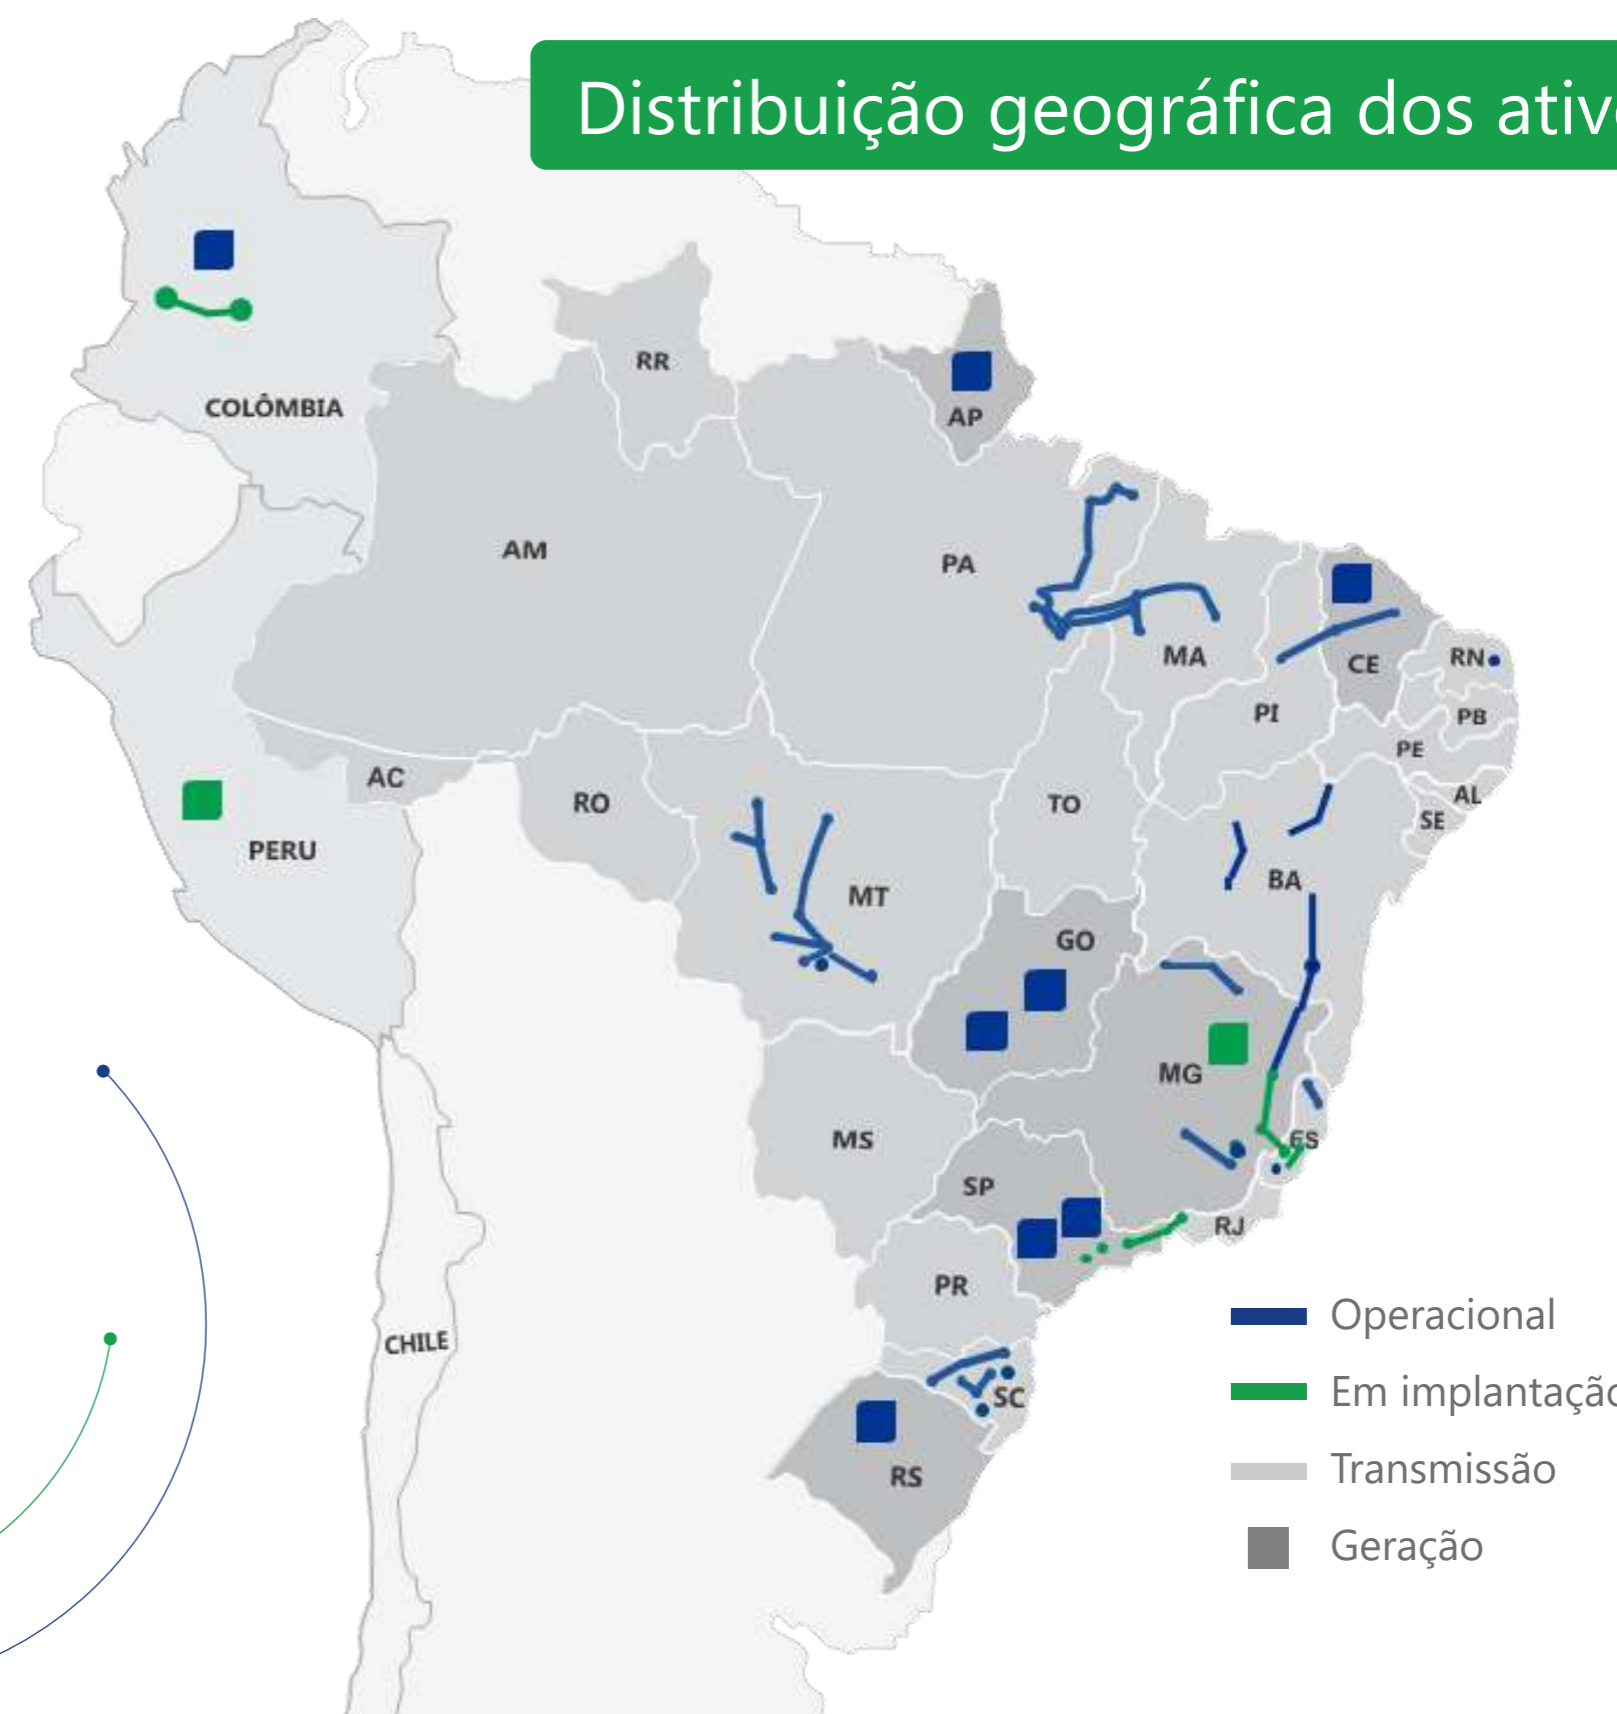 Distribuição geográfica dos ativ
RR
AP
COLÔMBIA
AM
PA
MA
CE
RN
PI
PB
PE
AC
RO
TO
AL
SE
PERU
BA
MT
GO
MG
MS
ES
SP
RJ
PR
CHILE
SC
RS
Operacional
Em implantação
Transmissão
Geração